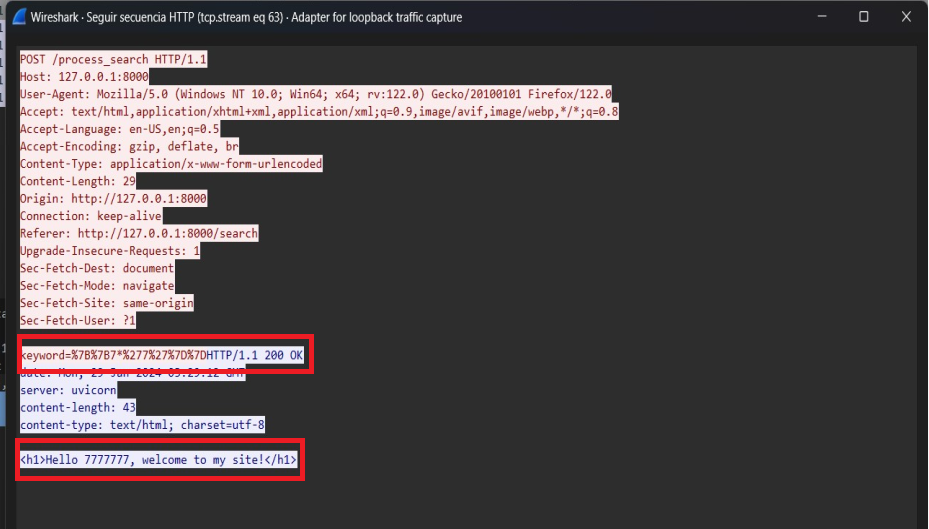 Wireshark · Seguir secuencia HTTP (tcp.stream eq 63) · Adapter for loopback traffic capture
POST /process_search HTTP/1.1
Host: 127.0.0.1:8000
User-Agent: Mozilla/5.0 (Windows NT 10.0; Win64; x64; rv:122.0) Gecko/20100101 Firefox/122.0
Accept: text/html,application/xhtml+xml,application/xml;q=0.9,image/avif,image/webp,*/*;q=0.8
Accept-Language: en-US,en;q=0.5
Accept-Encoding: gzip, deflate, br
Content-Type: application/x-www-form-urlencoded
Content-Length: 29
Origin: http://127.0.0.1:8000
Connection: keep-alive
Referer: http://127.0.0.1:8000/search
Upgrade-Insecure-Requests: 1
Sec-Fetch-Dest: document
Sec-Fetch-Mode: navigate
Sec-Fetch-Site: same-origin
Sec-Fetch-User: ?1
keyword=%7B%7B7*%277%27%7D%7DHTTP/1.1 200 OK
date: Mon, 29 Jan 2024 GMT
server: uvicorn
content-length: 43
content-type: text/html; charset=utf-8
<h1>Hello 7777777, welcome to my site!</h1>